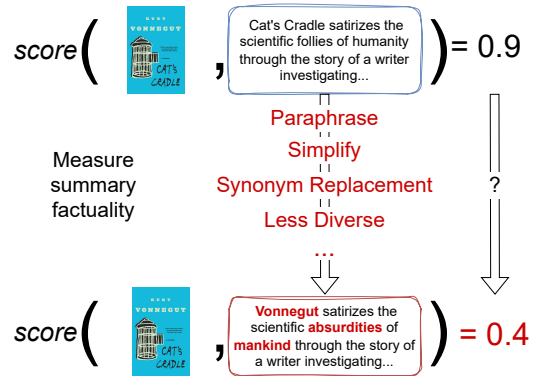 score( KURT VONNEGUT CAT'S CRADLE , Cat's Cradle satirizes the
scientific follies of humanity
through the story of a writer
investigating... ) = 0.9
Paraphrase
Simplify
Synonym Replacement
Less Diverse
...
Measure
summary
factuality
?
score( KURT VONNEGUT CAT'S CRADLE , Vonnegut satirizes the
scientific absurdities of
mankind through the story of
a writer investigating... ) = 0.4